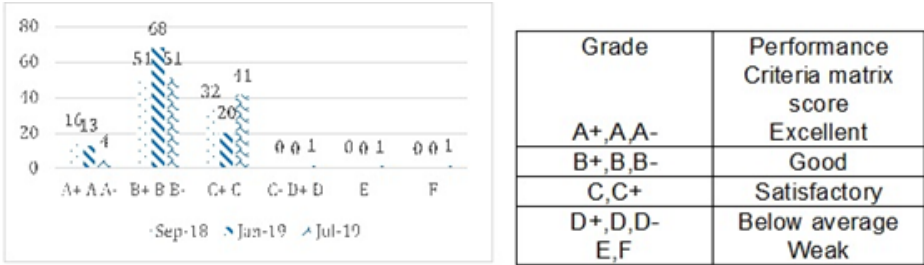 80
68
60
51 51
41
40
32
20
16 13
20
4
0 0 1 0 0 1 0 0 1
0
A+ A A- B+ B B- C+ C C- D+ D E F
Sep-18 Jan-19 Jul-19
Grade Performance
Criteria matrix
score
A+,A,A- Excellent
B+,B,B- Good
C,C+ Satisfactory
D+,D,D- Below average
E,F Weak